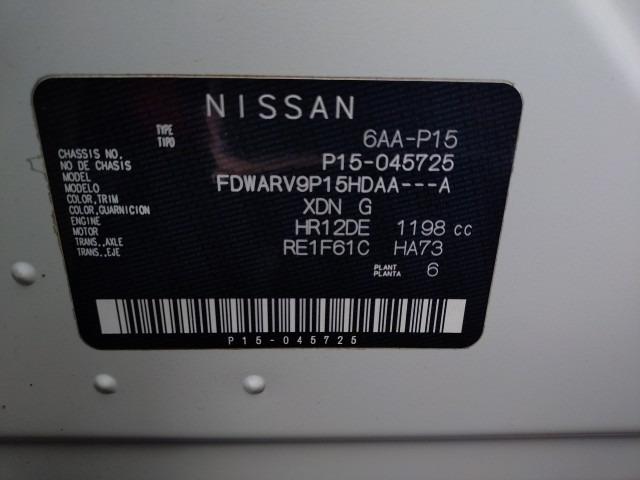 NISSAN
TYPE 6AA-P15
TIPO
CHASSIS NO. P15-045725
NO DE CHASIS
MODEL FDWARV9P15HDAA---A
MODELO
COLOR,TRIM XDN G
COLOR,GUARNICION
ENGINE HR12DE 1198 cc
MOTOR
TRANS.,AXLE RE1F61C HA73
TRANS.,EJE
PLANT 6
PLANTA
P15-045725